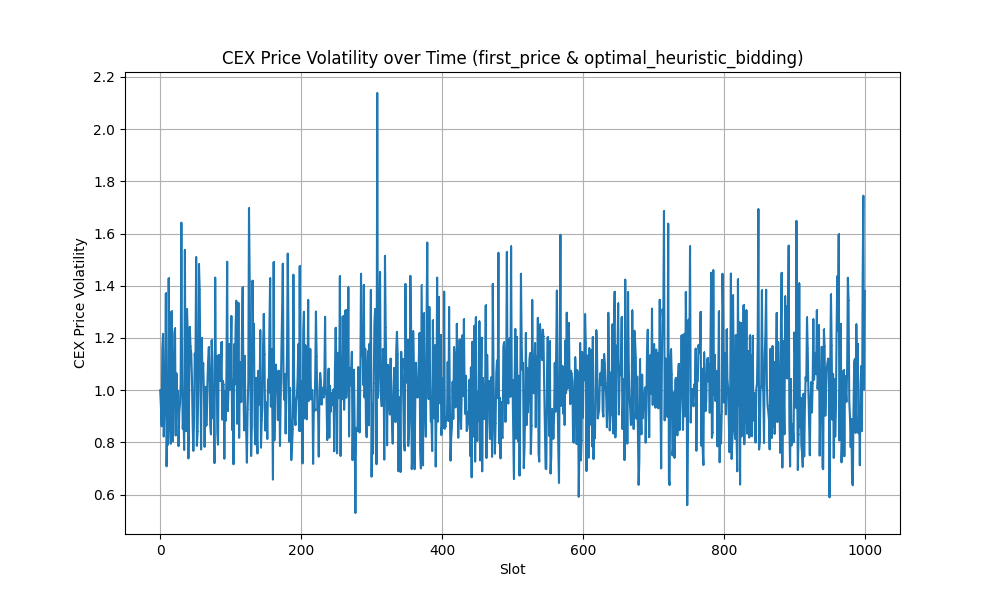 CEX Price Volatility over Time (first_price & optimal_heuristic_bidding)
CEX Price Volatility
2.2
2.0
1.8
1.6
1.4
1.2
1.0
0.8
0.6
0 200 400 600 800 1000
Slot